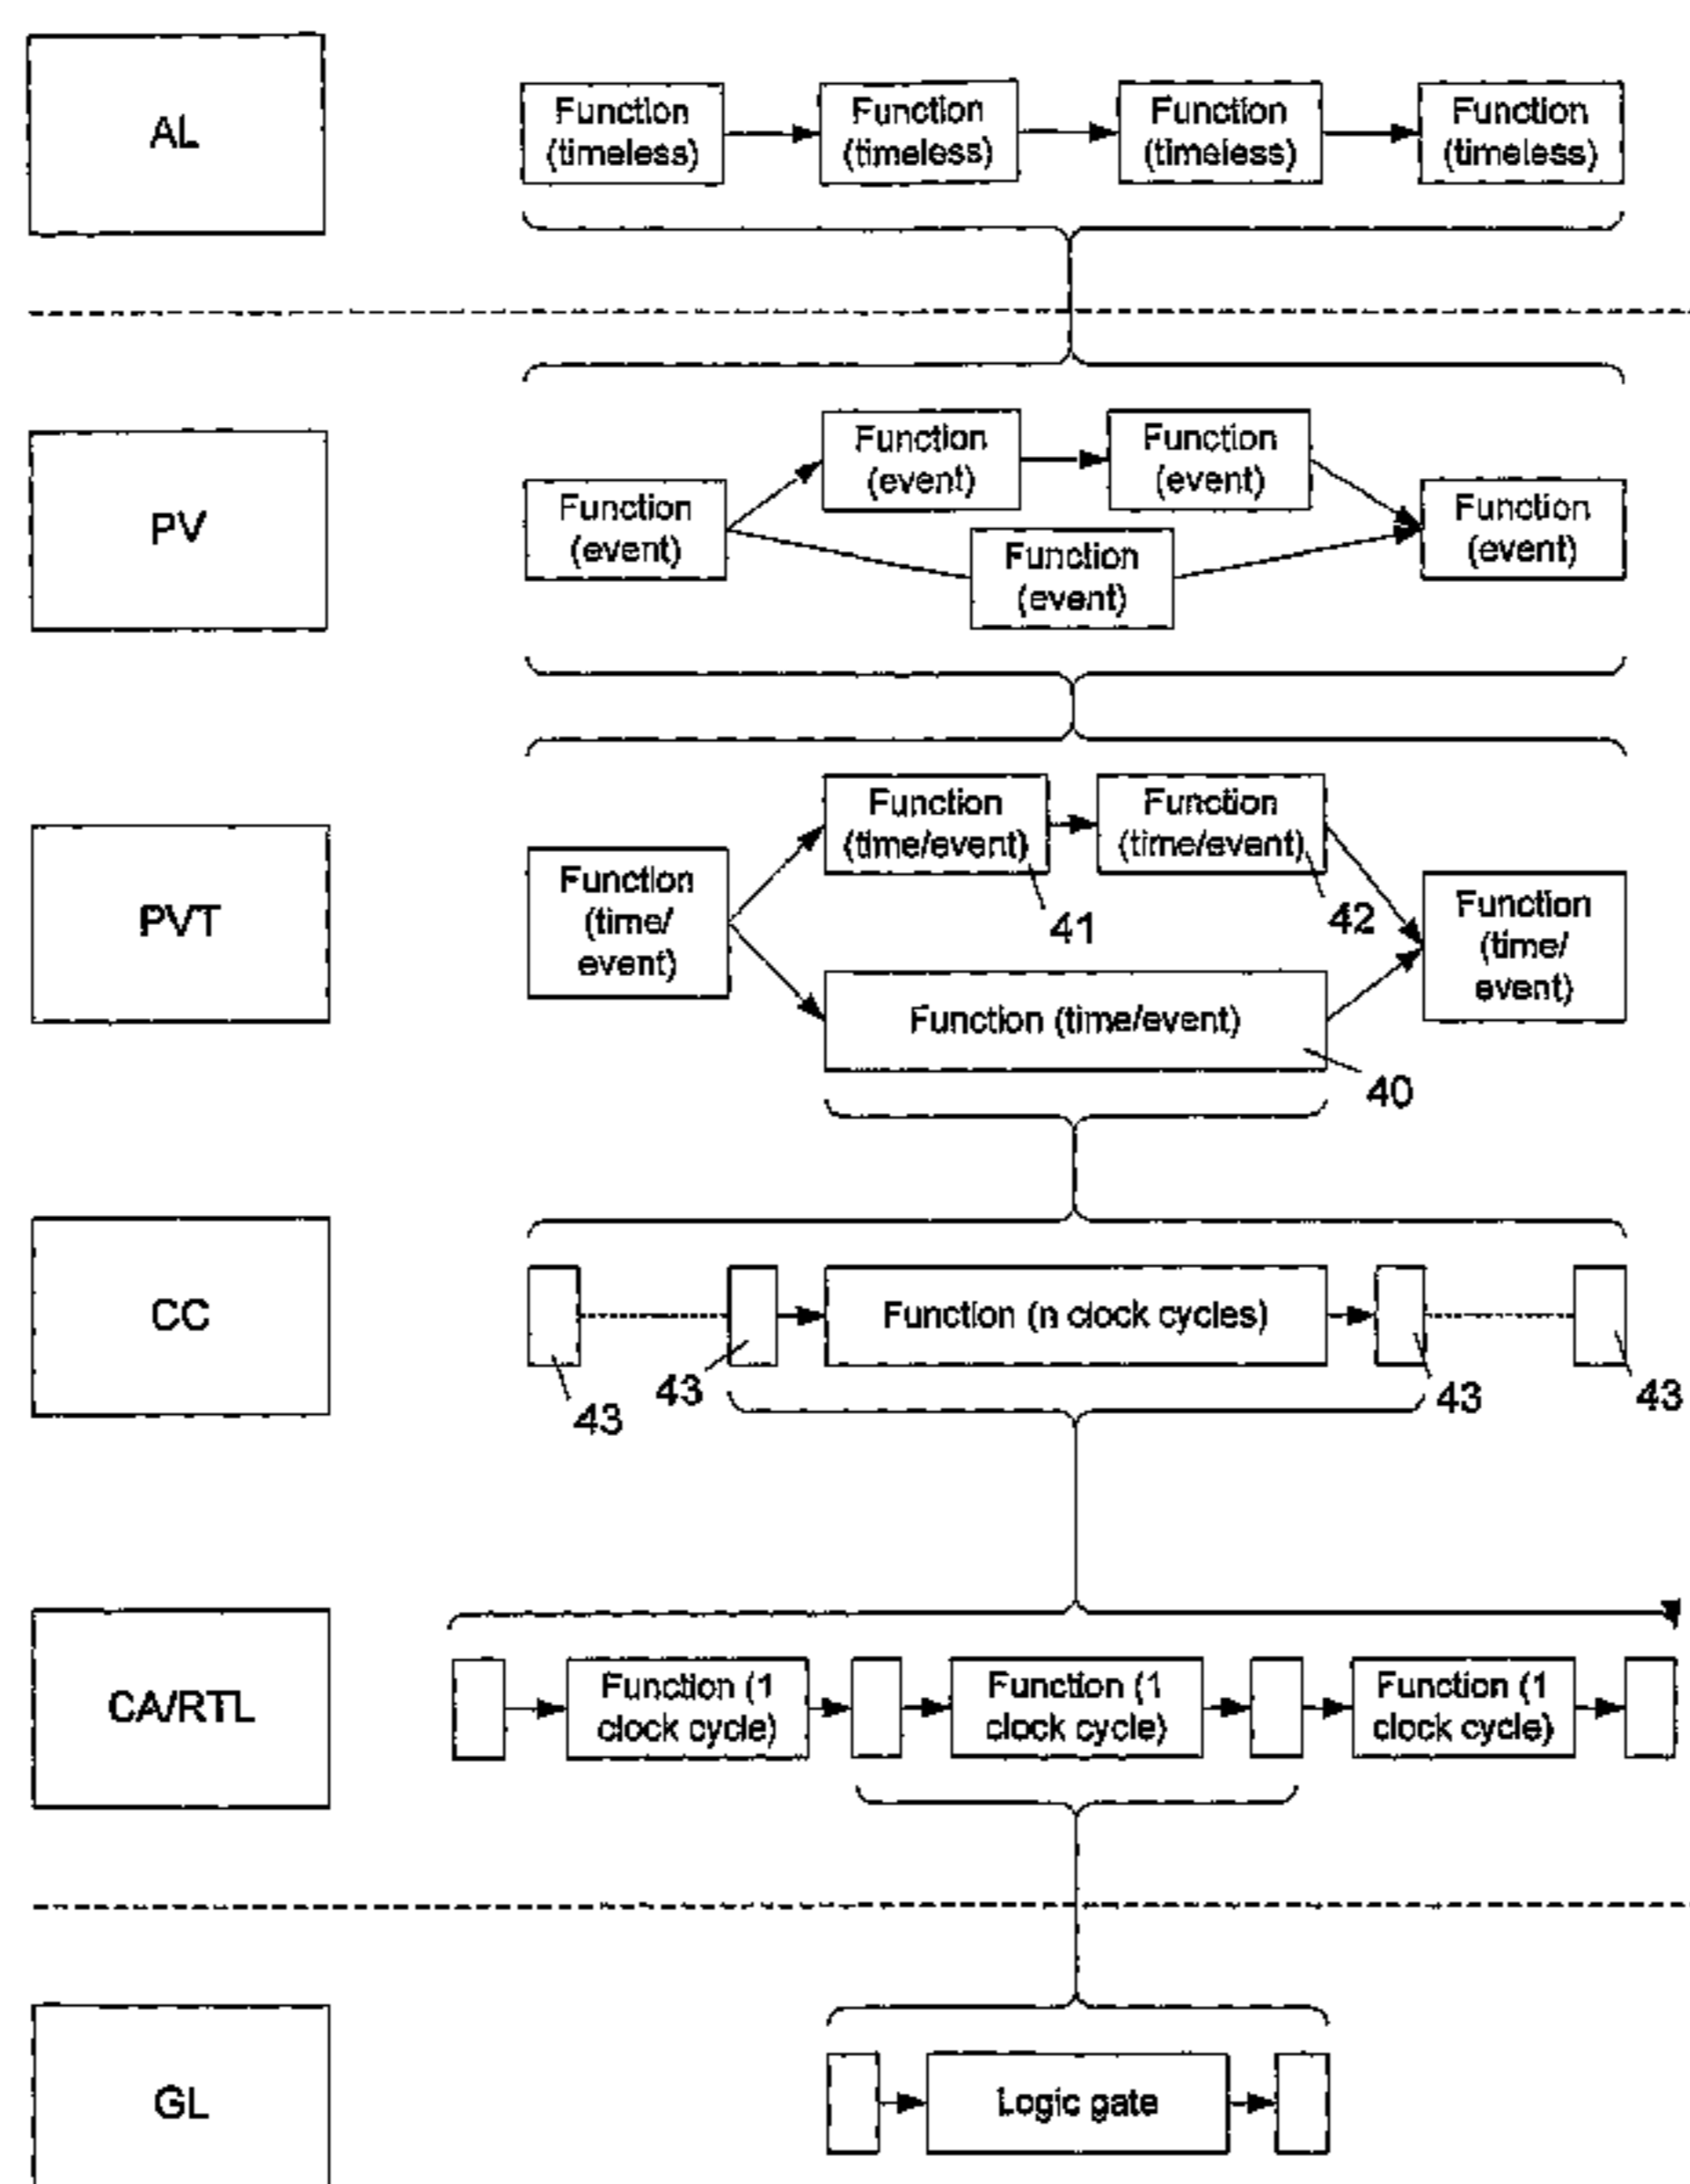 AL
Function
(timeless)
Function
(timeless)
Function
(timeless)
Function
(timeless)
PV
Function
(event)
Function
(event)
Function
(event)
Function
(event)
Function
(event)
PVT
Function
(time/
event)
Function
(time/event)
41
Function
(time/event)
42
Function (time/event)
40
Function
(time/
event)
CC
43
43
Function (n clock cycles)
43
43
CA/RTL
Function (1
clock cycle)
Function (1
clock cycle)
Function (1
clock cycle)
GL
Logic gate